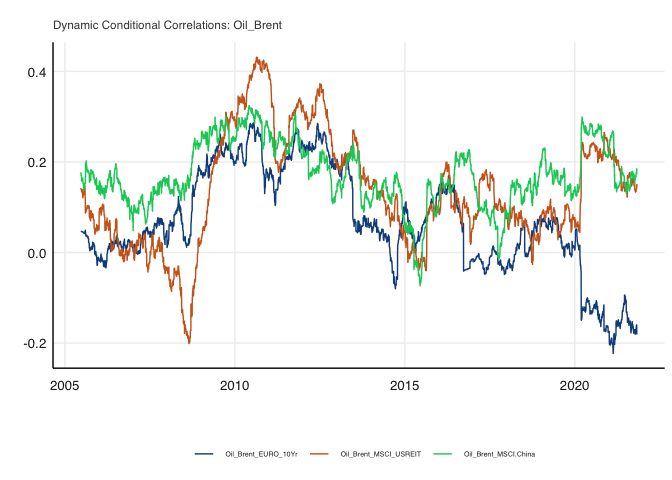 Dynamic Conditional Correlations: Oil_Brent
0.4
0.2
0.0
-0.2
2005 2010 2015 2020
Oil_Brent_EURO_10Yr Oil_Brent_MSCI_USREIT Oil_Brent_MSCI.China